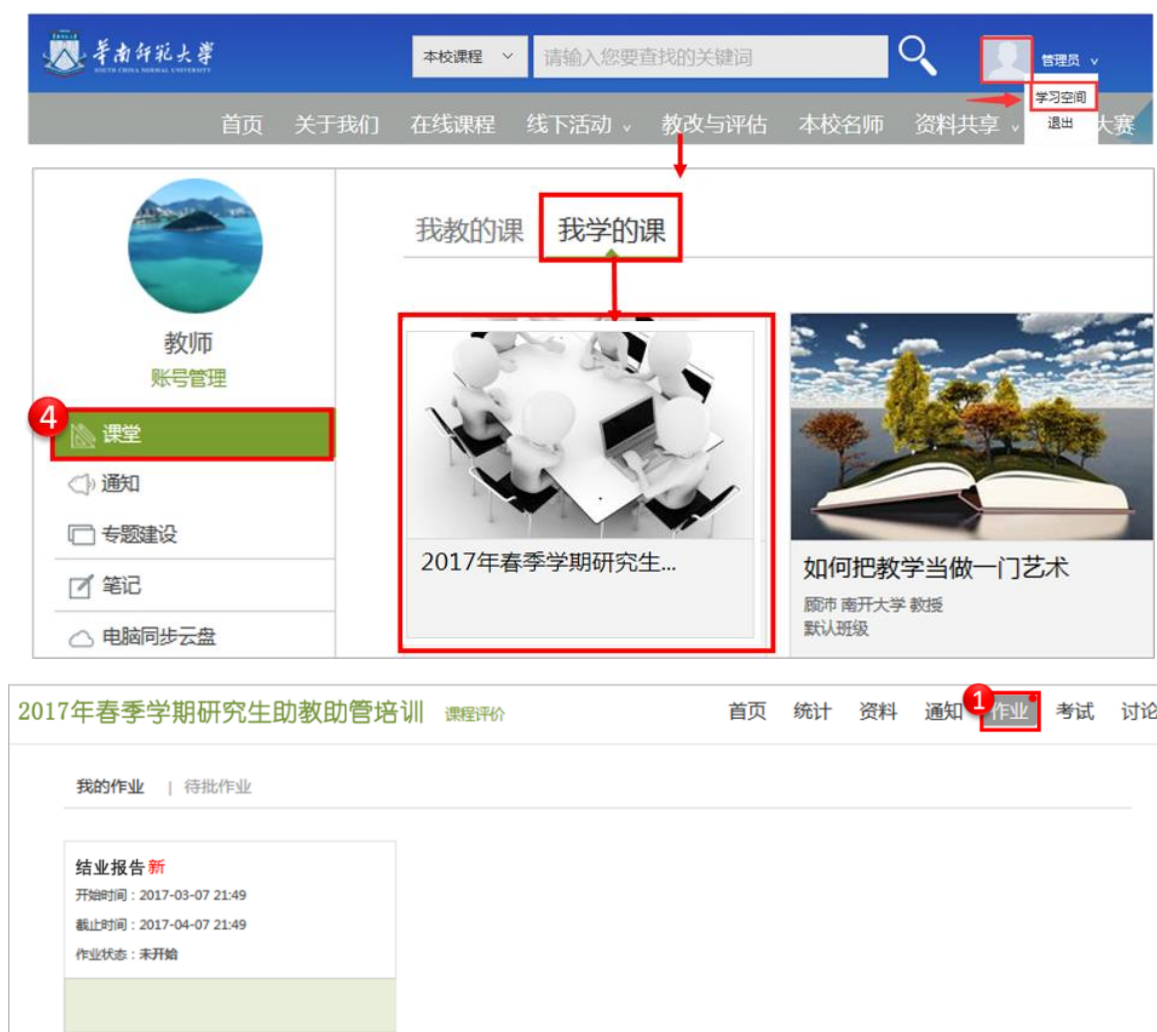 華南師範大學
SOUTH CHINA NORMAL UNIVERSITY
本校课程
请输入您要查找的关键词
管理员
学习空间
退出
首页 关于我们 在线课程 线下活动 教改与评估 本校名师 资料共享 大赛
我教的课 我学的课
教师
账号管理
4
课堂
通知
专题建设
笔记
电脑同步云盘
2017年春季学期研究生...
如何把教学当做一门艺术
顾沛 南开大学 教授
默认班级
2017年春季学期研究生助教助管培训 课程评价
首页 统计 资料 通知 1 作业 考试 讨论
我的作业 | 待批作业
结业报告 新
开始时间：2017-03-07 21:49
截止时间：2017-04-07 21:49
作业状态：未开始